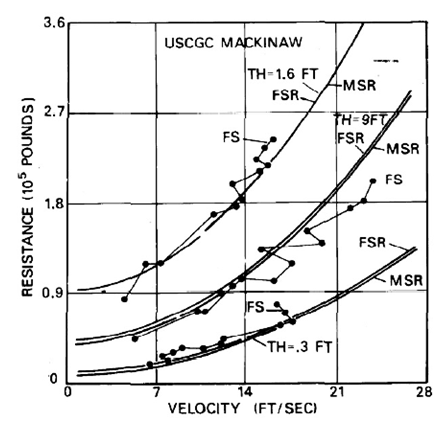 3.6
USCGC MACKINAW
TH=1.6 FT
MSR
FSR
2.7
TH=9FT
FS
FSR
MSR
FS
1.8
FSR
MSR
0.9
FS
TH=.3 FT
0
0 7 14 21 28
VELOCITY (FT/SEC)
RESISTANCE (10⁵ POUNDS)